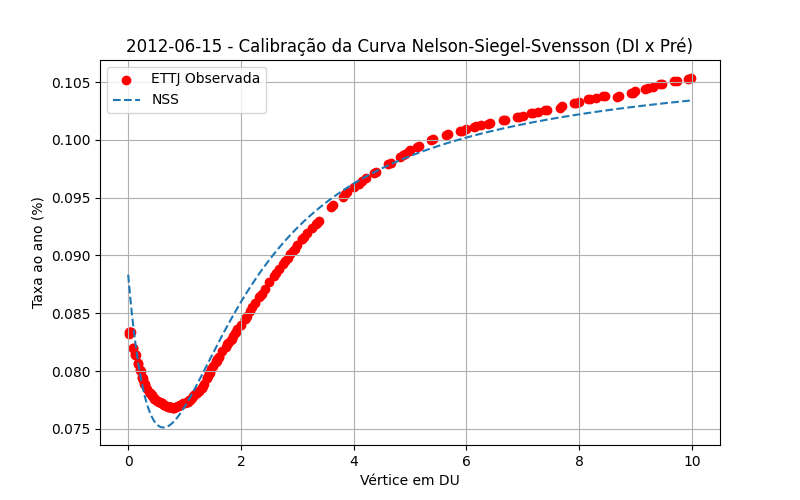 2012-06-15 - Calibração da Curva Nelson-Siegel-Svensson (DI x Pré)
ETTJ Observada
NSS
Taxa ao ano (%)
0.105
0.100
0.095
0.090
0.085
0.080
0.075
0 2 4 6 8 10
Vértice em DU